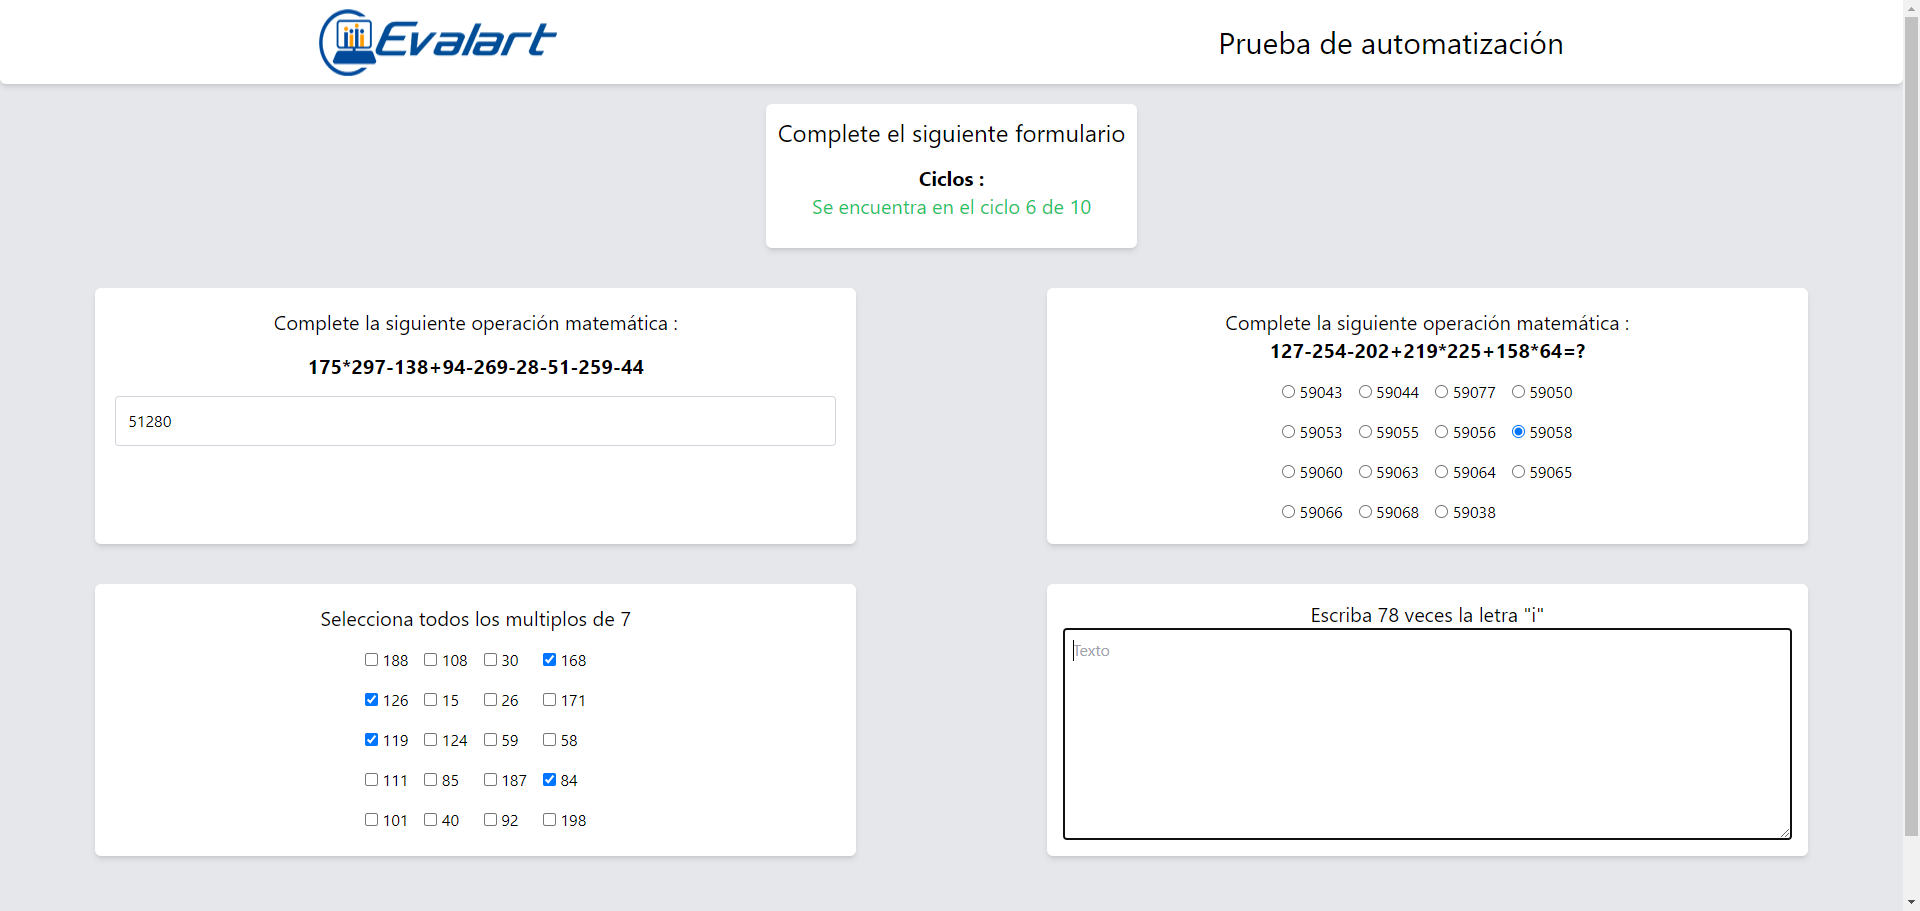 Evalart
Prueba de automatización
Complete el siguiente formulario
Ciclos :
Se encuentra en el ciclo 6 de 10
Complete la siguiente operación matemática :
175*297-138+94-269-28-51-259-44
51280
Complete la siguiente operación matemática :
127-254-202+219*225+158*64=?
59043 59044 59077 59050
59053 59055 59056 59058
59060 59063 59064 59065
59066 59068 59038
Selecciona todos los multiplos de 7
188 108 30 168
126 15 26 171
119 124 59 58
111 85 187 84
101 40 92 198
Escriba 78 veces la letra "i"
Texto